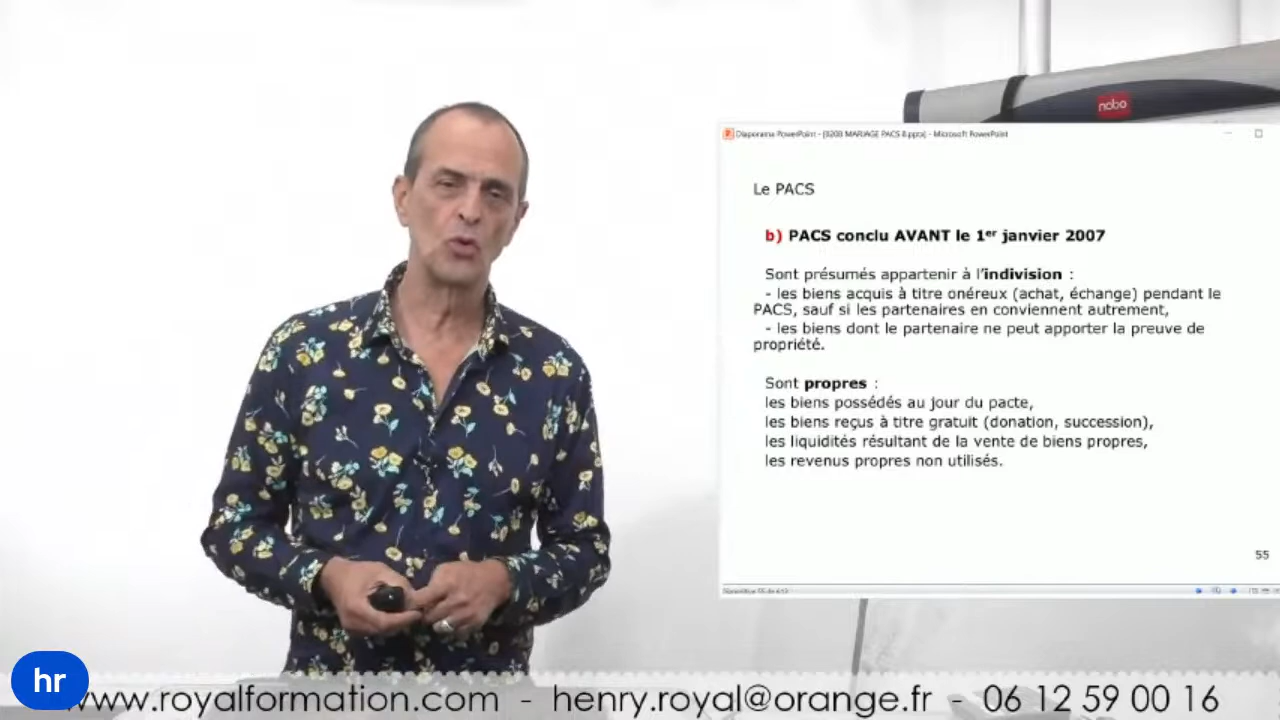 nobo
Diaporama PowerPoint - [0208 MARIAGE PACS 8.pptx] - Microsoft PowerPoint
Le PACS
b) PACS conclu AVANT le 1er janvier 2007
Sont présumés appartenir à l'indivision :
- les biens acquis à titre onéreux (achat, échange) pendant le
PACS, sauf si les partenaires en conviennent autrement,
- les biens dont le partenaire ne peut apporter la preuve de
propriété.
Sont propres :
les biens possédés au jour du pacte,
les biens reçus à titre gratuit (donation, succession),
les liquidités résultant de la vente de biens propres,
les revenus propres non utilisés.
55
hr
www.royalformation.com - henry.royal@orange.fr - 06 12 59 00 16